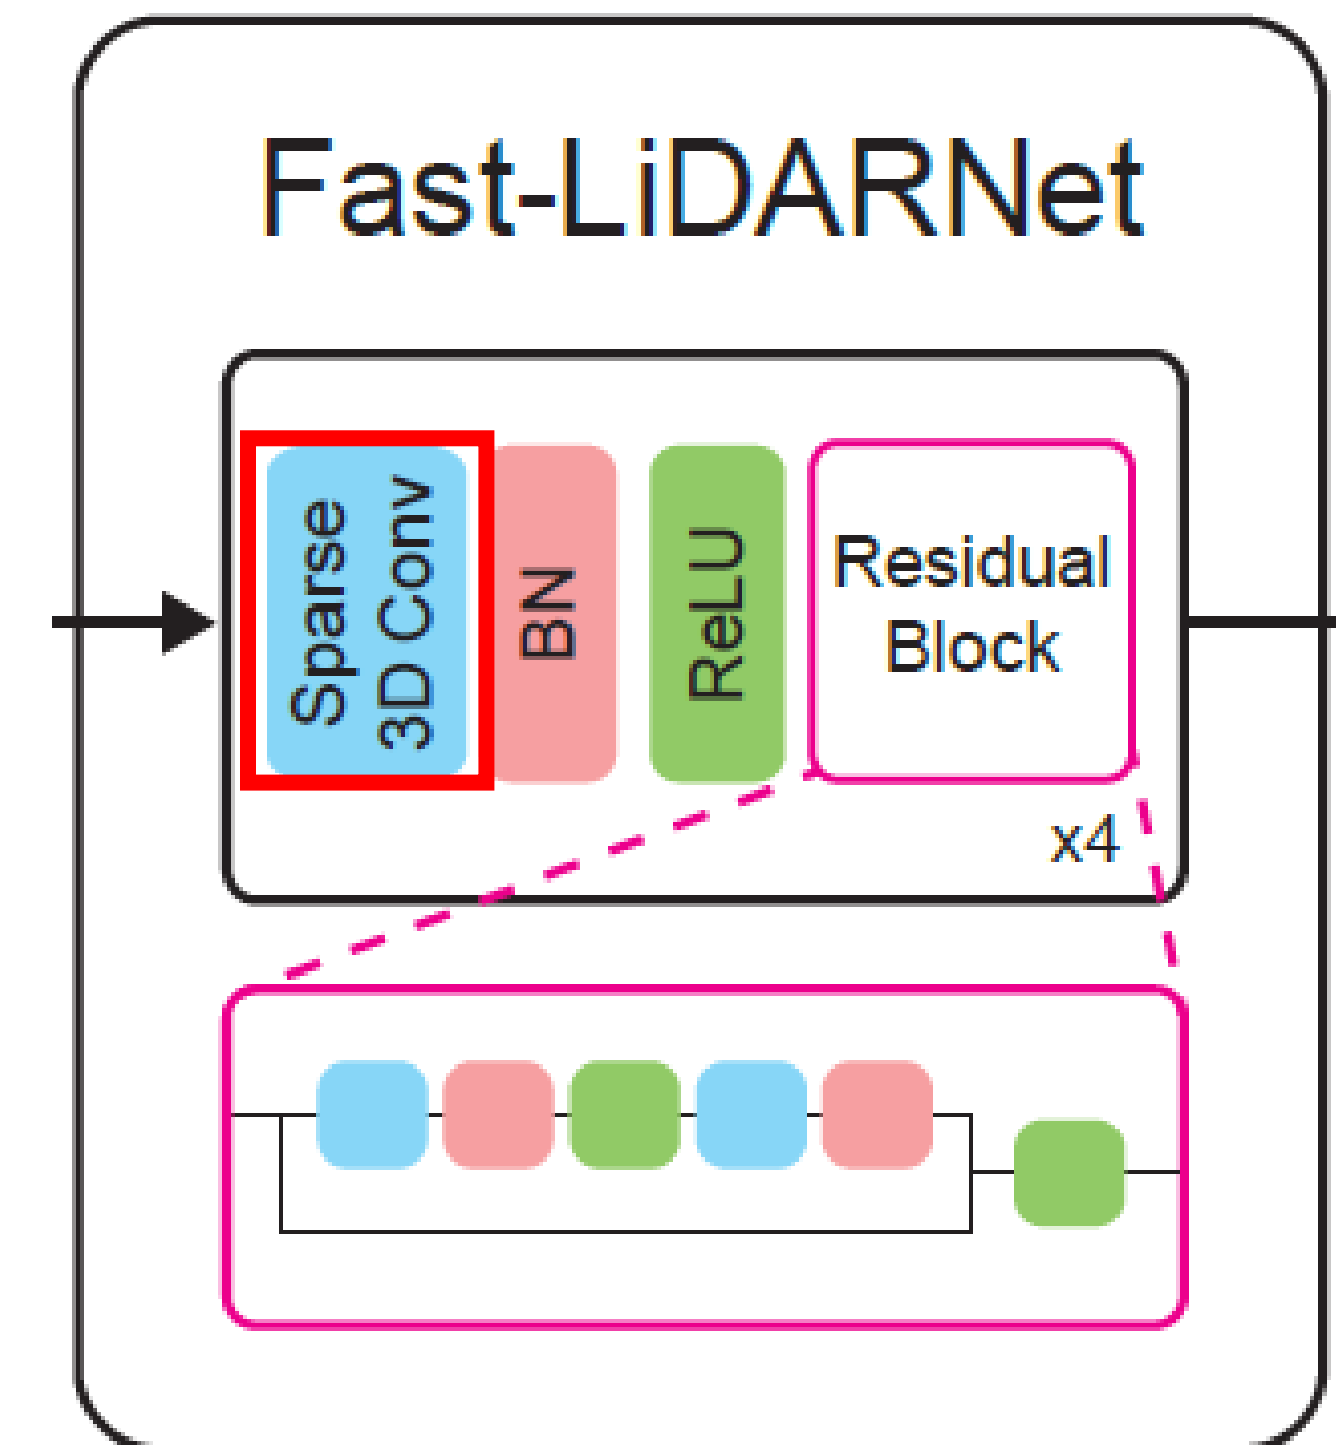 Fast-LiDARNet
Sparse
3D Conv
BN
ReLU
Residual
Block
x4